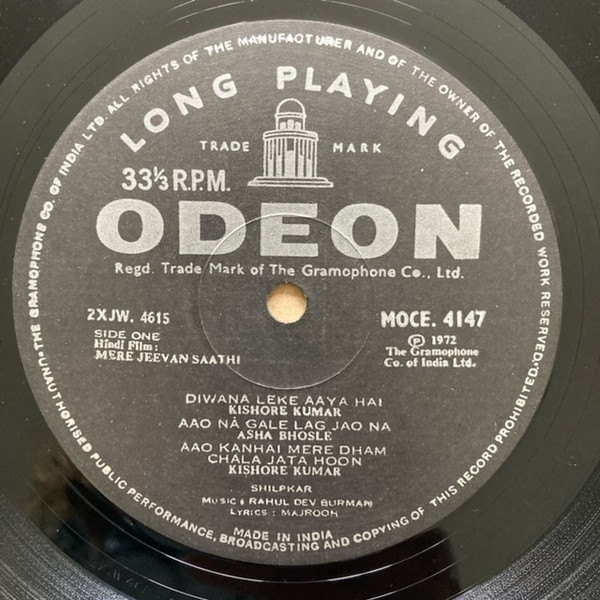 THE GRAMOPHONE CO. OF INDIA LTD. ALL RIGHTS OF THE MANUFACTURER AND OF THE OWNER OF THE RECORDED WORK RESERVED. UNAUTHORISED PUBLIC PERFORMANCE, BROADCASTING AND COPYING OF THIS RECORD PROHIBITED.
LONG PLAYING
TRADE MARK
33⅓ R.P.M.
ODEON
Regd. Trade Mark of The Gramophone Co., Ltd.
2XJW. 4615
MOCE. 4147
SIDE ONE
Hindi Film :
MERE JEEVAN SAATHI
Ⓟ 1972
The Gramophone
Co. of India Ltd.
DIWANA LEKE AAYA HAI
KISHORE KUMAR
AAO NA GALE LAG JAO NA
ASHA BHOSLE
AAO KANHAI MERE DHAM
CHALA JATA HOON
KISHORE KUMAR
SHILPKAR
MUSIC : RAHUL DEV BURMAN
LYRICS : MAJROOH
MADE IN INDIA